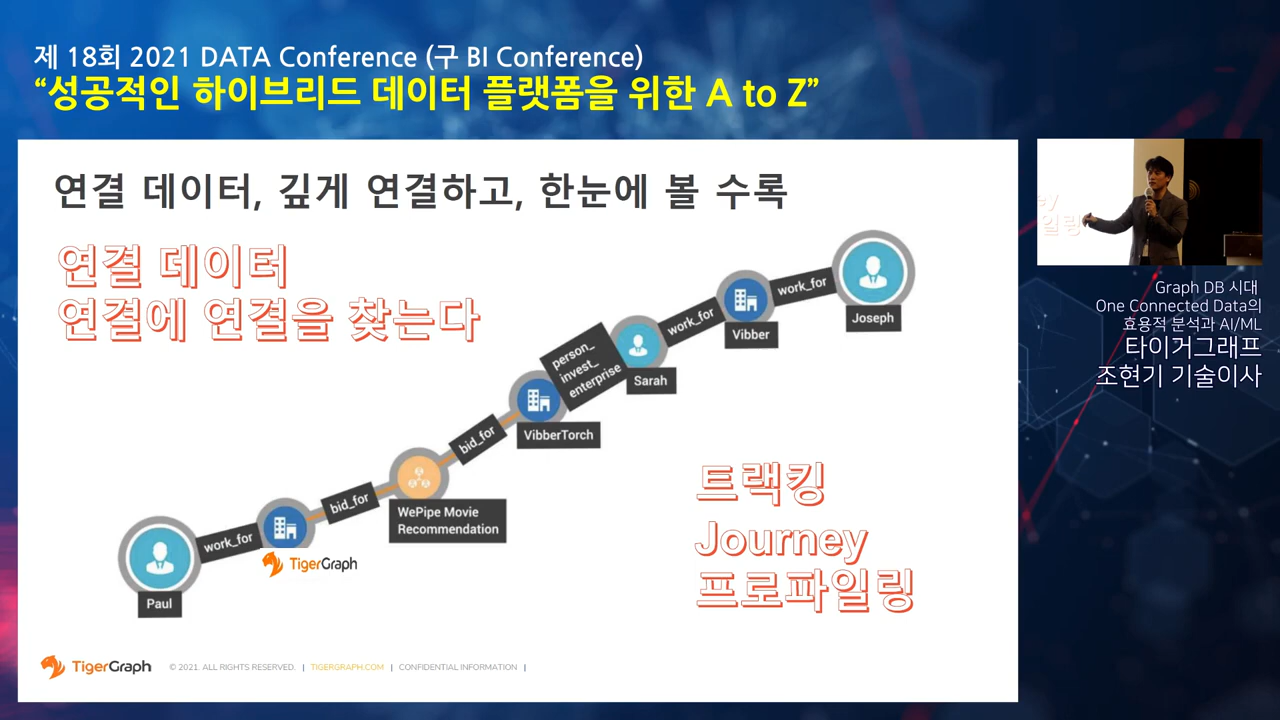 제 18회 2021 DATA Conference (구 BI Conference)
“성공적인 하이브리드 데이터 플랫폼을 위한 A to Z”
연결 데이터, 깊게 연결하고, 한눈에 볼 수록
연결 데이터
연결에 연결을 찾는다
Paul
work_for
TigerGraph
bid_for
WePipe Movie
Recommendation
bid_for
VibberTorch
person_
invest_
enterprise
Sarah
work_for
Vibber
work_for
Joseph
트랙킹
Journey
프로파일링
TigerGraph
© 2021. ALL RIGHTS RESERVED. | TIGERGRAPH.COM | CONFIDENTIAL INFORMATION |
일링
Graph DB 시대
One Connected Data의
효용적 분석과 AI/ML
타이거그래프
조현기 기술이사